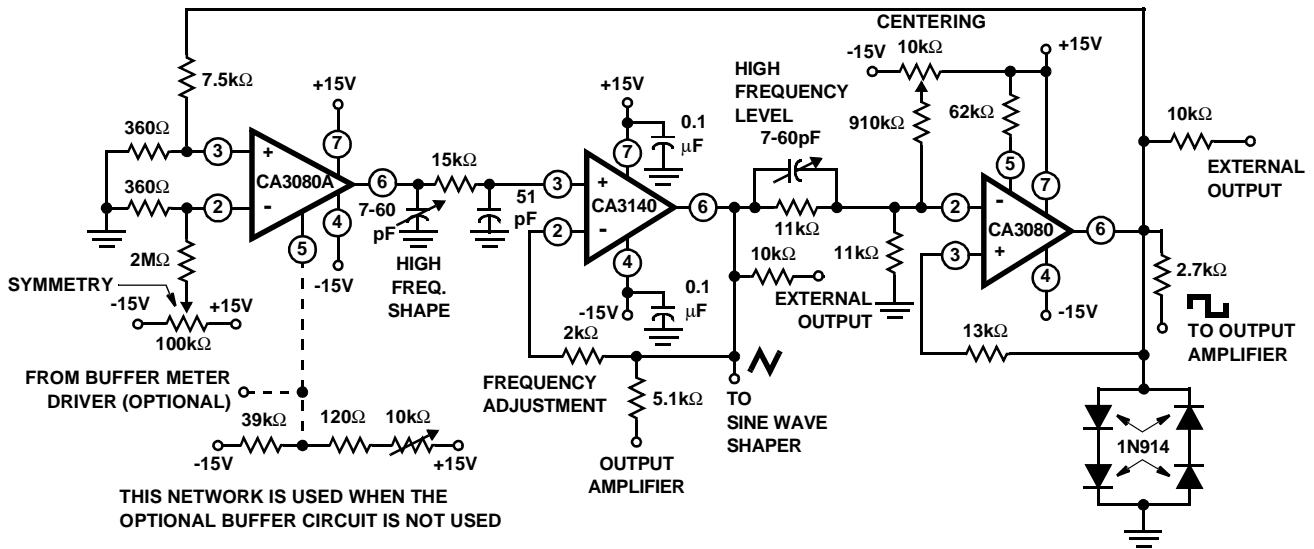 CENTERING
-15V
10kΩ
+15V
7.5kΩ
+15V
+15V
0.1
μF
HIGH
FREQUENCY
LEVEL
7-60pF
910kΩ
62kΩ
10kΩ
EXTERNAL
OUTPUT
360Ω
3
+
7
CA3080A
6
15kΩ
360Ω
2
-
4
5
7-60
pF
51
pF
3
+
7
CA3140
6
2
-
4
11kΩ
11kΩ
10kΩ
EXTERNAL
OUTPUT
5
7
2
-
CA3080
6
3
+
4
2MΩ
SYMMETRY
-15V
+15V
100kΩ
-15V
HIGH
FREQ.
SHAPE
-15V
0.1
μF
-15V
2.7kΩ
TO OUTPUT
AMPLIFIER
2kΩ
13kΩ
FROM BUFFER METER
DRIVER (OPTIONAL)
FREQUENCY
ADJUSTMENT
5.1kΩ
TO
SINE WAVE
SHAPER
39kΩ
120Ω
10kΩ
-15V
+15V
OUTPUT
AMPLIFIER
1N914
THIS NETWORK IS USED WHEN THE
OPTIONAL BUFFER CIRCUIT IS NOT USED